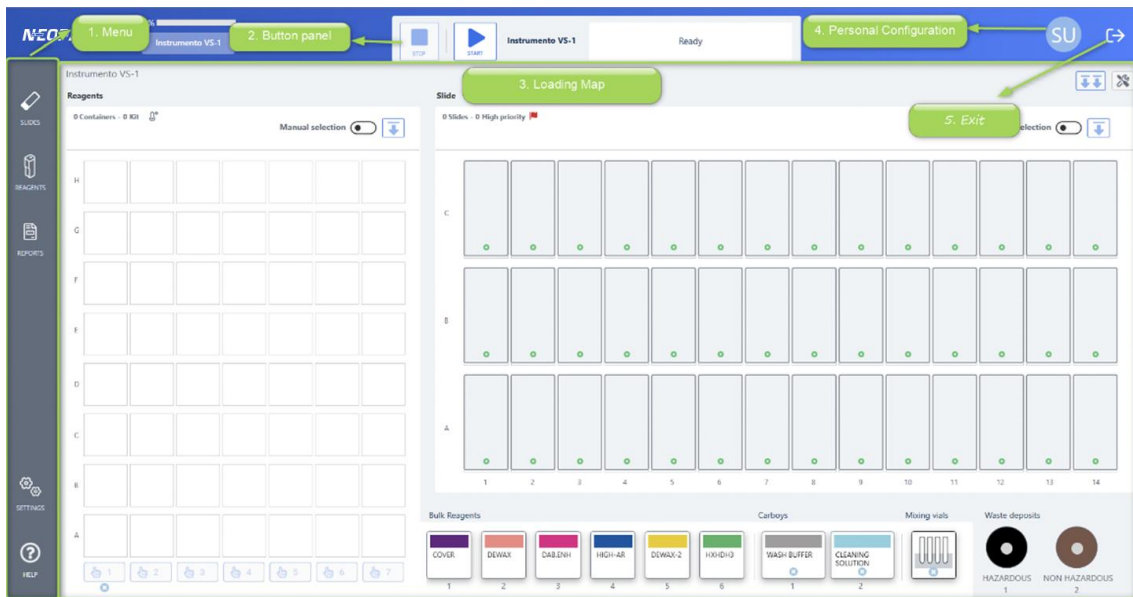 1. Menu
%
Instrumento VS-1
2. Button panel
STOP
START
Instrumento VS-1
Ready
4. Personal Configuration
SU
Instrumento VS-1
3. Loading Map
Reagents
Slide
0 Containers - 0 Kit
Manual selection
0 Slides - 0 High priority
5. Exit
SLIDES
REAGENTS
REPORTS
SETTINGS
HELP
H
G
F
F
D
C
B
A
1 2 3 4 5 6 7
C
B
A
1 2 3 4 5 6 7 8 9 10 11 12 13 14
Bulk Reagents
Carboys
Mixing vials
Waste deposits
COVER
DEWAX
DAB.ENH
HIGH-AR
DEWAX-2
HXHDH3
WASH BUFFER
CLEANING
SOLUTION
1 2 3 4 5 6
1 2
HAZARDOUS
1
NON HAZARDOUS
2